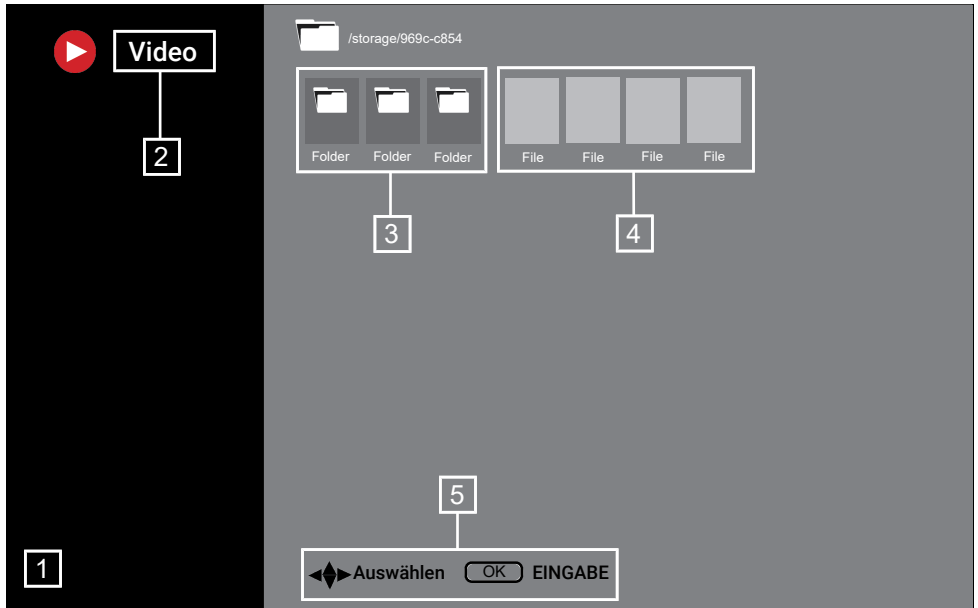 Video
2
/storage/969c-c854
Folder Folder Folder File File File File
3 4
5
1
Auswählen OK EINGABE